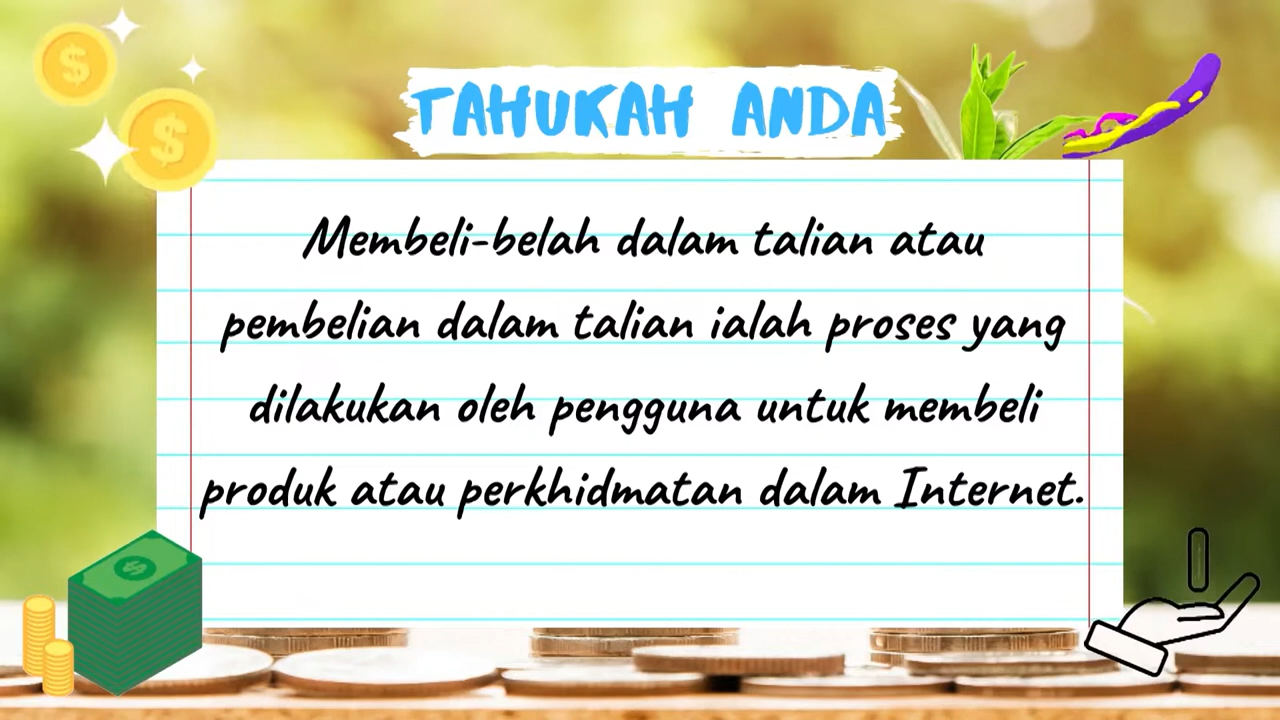 TAHUKAH ANDA
Membeli-belah dalam talian atau
pembelian dalam talian ialah proses yang
dilakukan oleh pengguna untuk membeli
produk atau perkhidmatan dalam Internet.